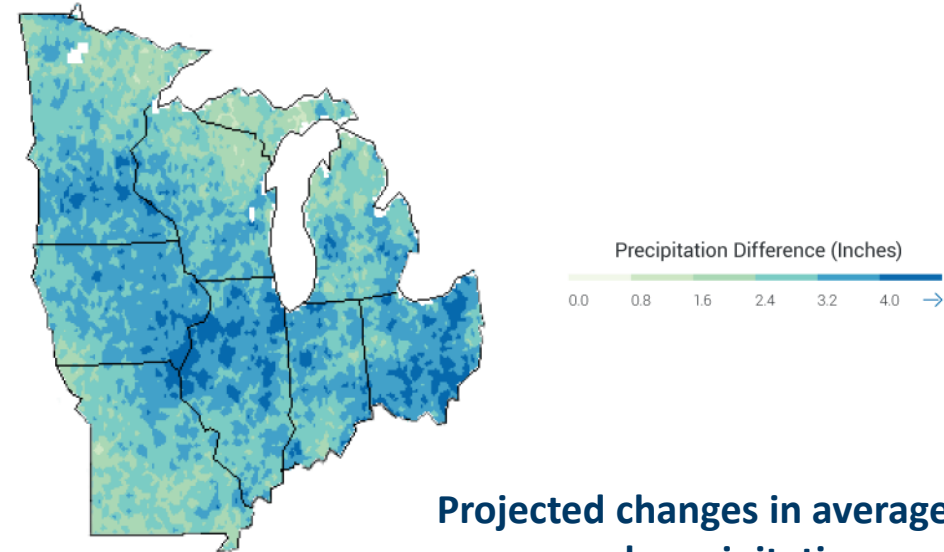 Precipitation Difference (Inches)
0.0 0.8 1.6 2.4 3.2 4.0 →
Projected changes in average